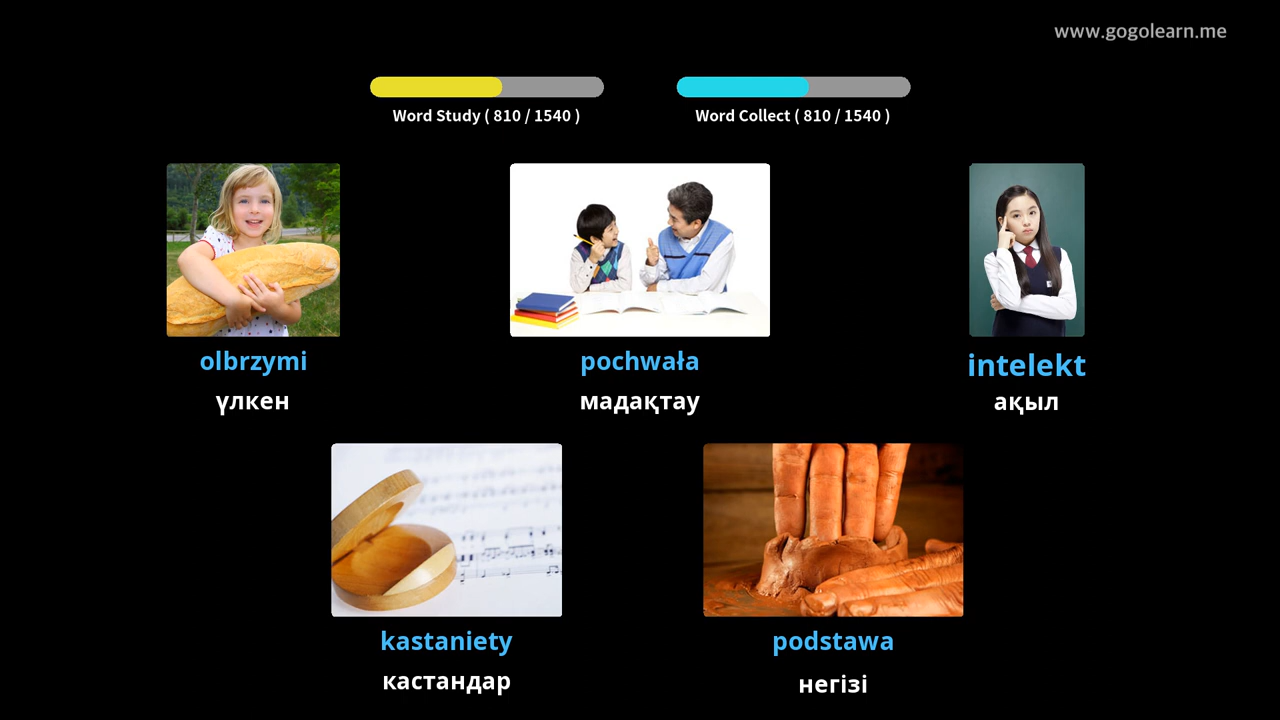 www.gogolearn.me
Word Study ( 810 / 1540 )
Word Collect ( 810 / 1540 )
olbrzymi
үлкен
pochwała
мадақтау
intelekt
ақыл
kastaniety
кастандар
podstawa
негізі